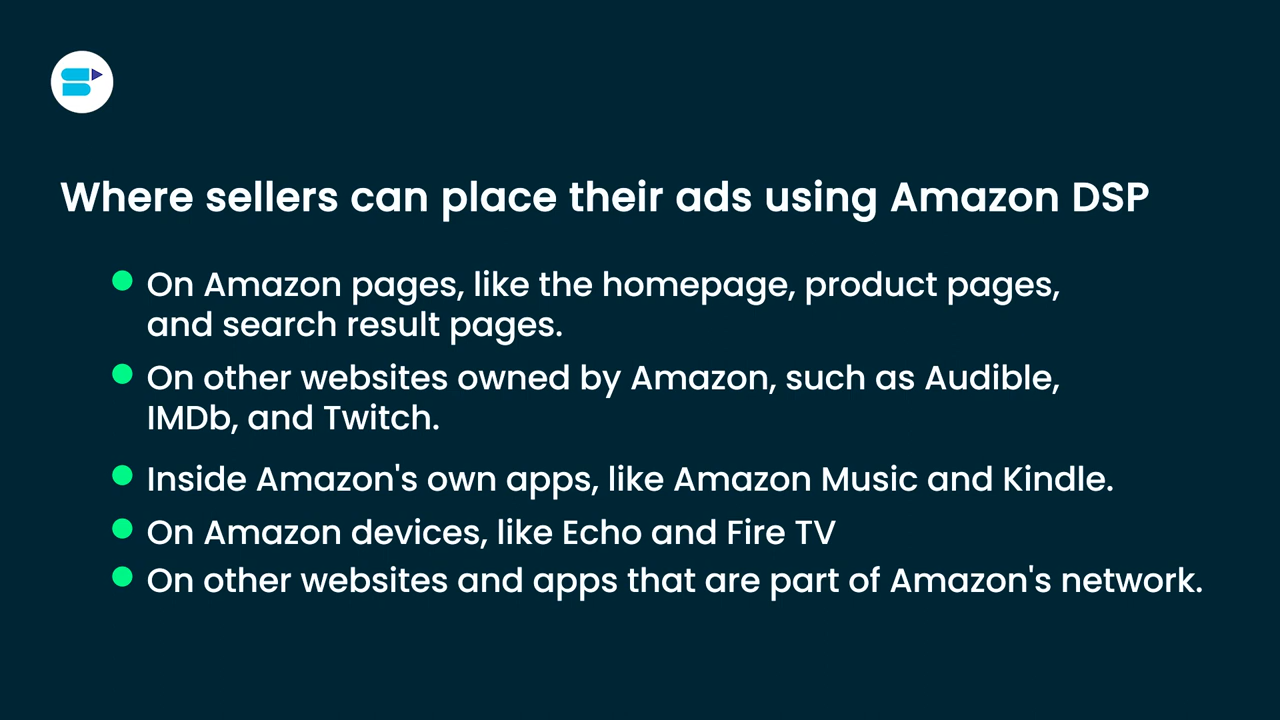 Where sellers can place their ads using Amazon DSP
On Amazon pages, like the homepage, product pages,
and search result pages.
On other websites owned by Amazon, such as Audible,
IMDb, and Twitch.
Inside Amazon's own apps, like Amazon Music and Kindle.
On Amazon devices, like Echo and Fire TV
On other websites and apps that are part of Amazon's network.